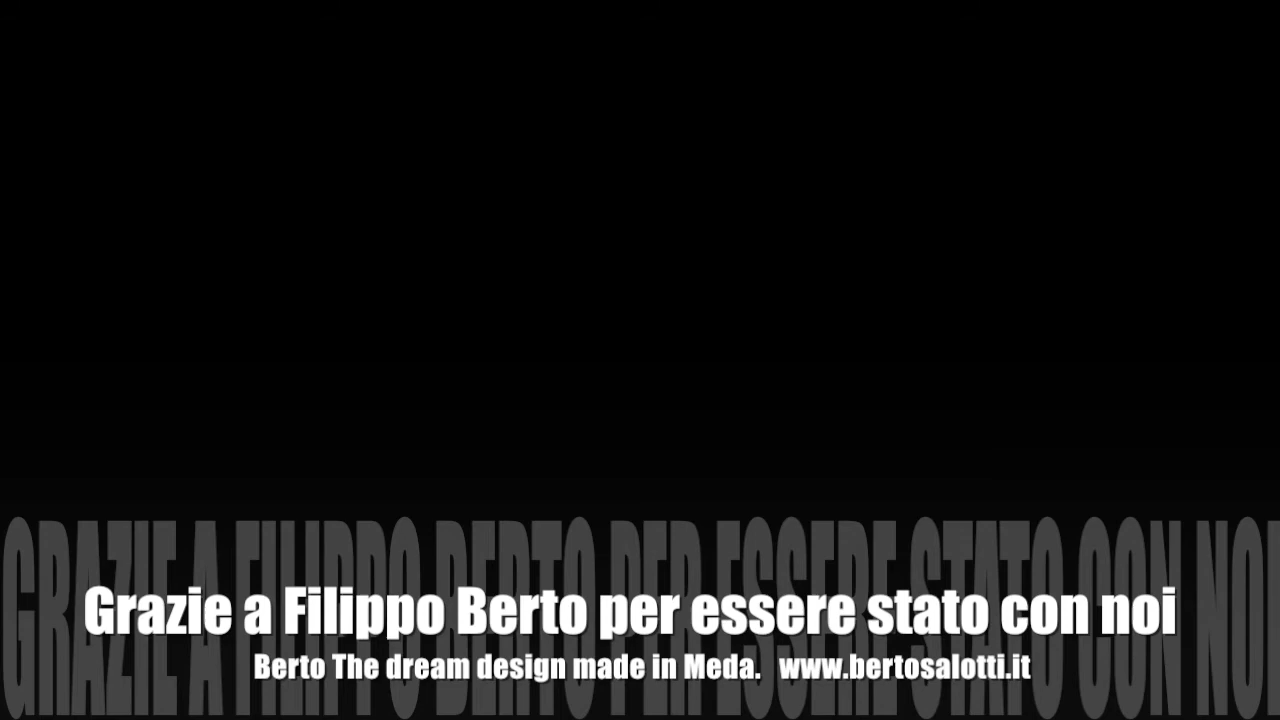 GRAZIE A FILIPPO BERTO PER ESSERE STATO CON NOI
Grazie a Filippo Berto per essere stato con noi
Berto The dream design made in Meda. www.bertosalotti.it